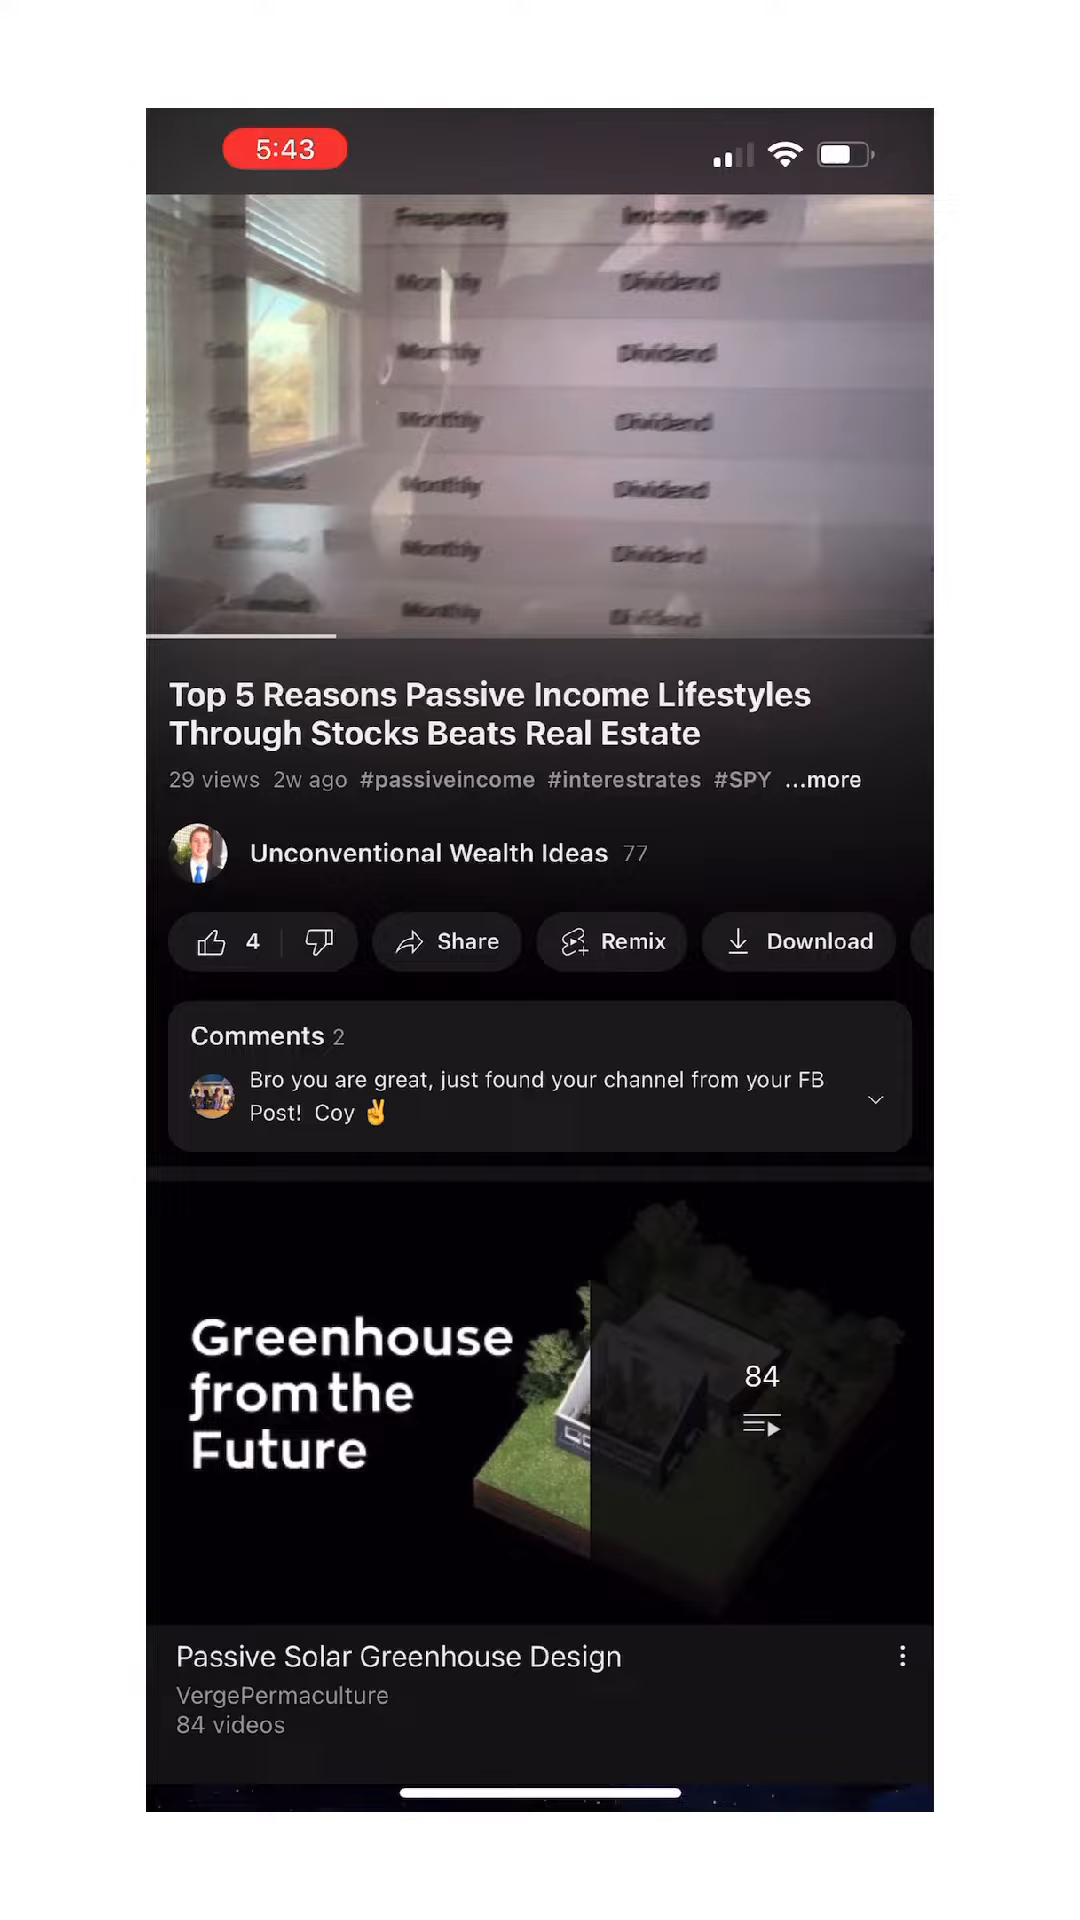 5:43
Frequency Income Type
Monthly Dividend
Monthly Dividend
Monthly Dividend
Estimated Monthly Dividend
Estimated Monthly Dividend
Estimated Monthly Dividend
Top 5 Reasons Passive Income Lifestyles
Through Stocks Beats Real Estate
29 views 2w ago #passiveincome #interestrates #SPY ...more
Unconventional Wealth Ideas 77
4 Share Remix Download
Comments 2
Bro you are great, just found your channel from your FB
Post! Coy ✌️
Greenhouse
from the
Future
84
Passive Solar Greenhouse Design
VergePermaculture
84 videos